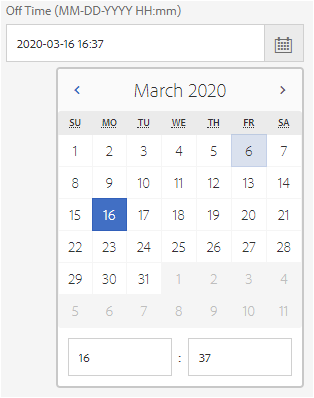 Off Time (MM-DD-YYYY HH:mm)
2020-03-16 16:37
‹ March 2020 ›
SU MO TU WE TH FR SA
1 2 3 4 5 6 7
8 9 10 11 12 13 14
15 16 17 18 19 20 21
22 23 24 25 26 27 28
29 30 31 1 2 3 4
5 6 7 8 9 10 11
16 : 37